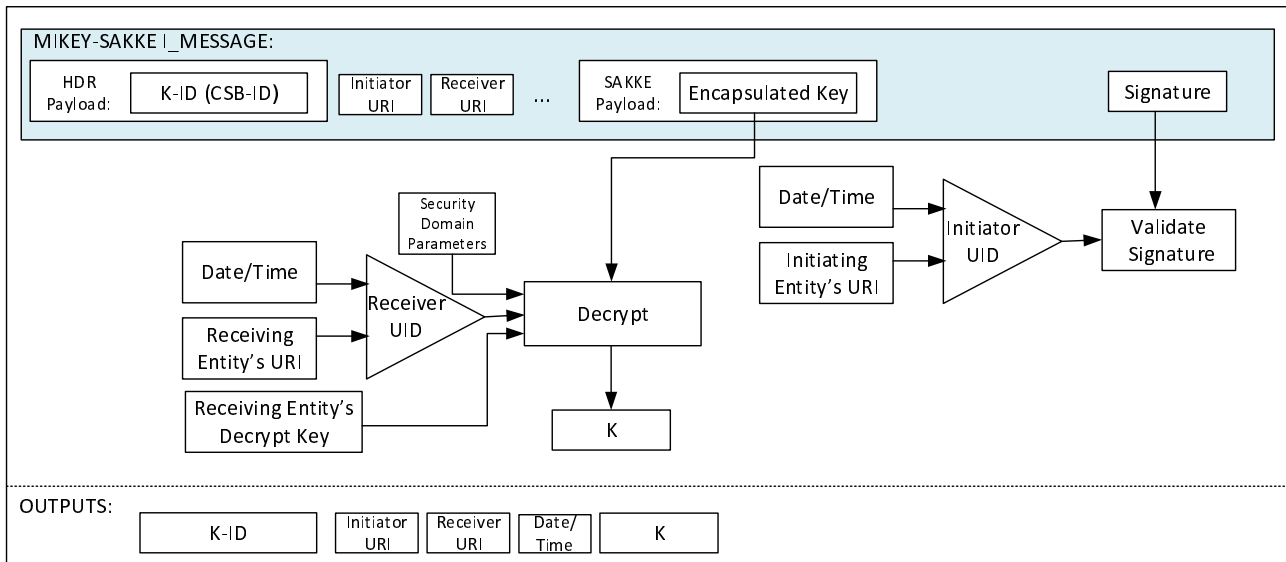 MIKEY-SAKKE I_MESSAGE:
HDR
Payload:
K-ID (CSB-ID)
Initiator
URI
Receiver
URI
...
SAKKE
Payload:
Encapsulated Key
Signature
Date/Time
Initiating
Entity's URI
Initiator
UID
Validate
Signature
Security
Domain
Parameters
Date/Time
Receiving
Entity's URI
Receiver
UID
Receiving Entity's
Decrypt Key
Decrypt
K
OUTPUTS:
K-ID
Initiator
URI
Receiver
URI
Date/
Time
K